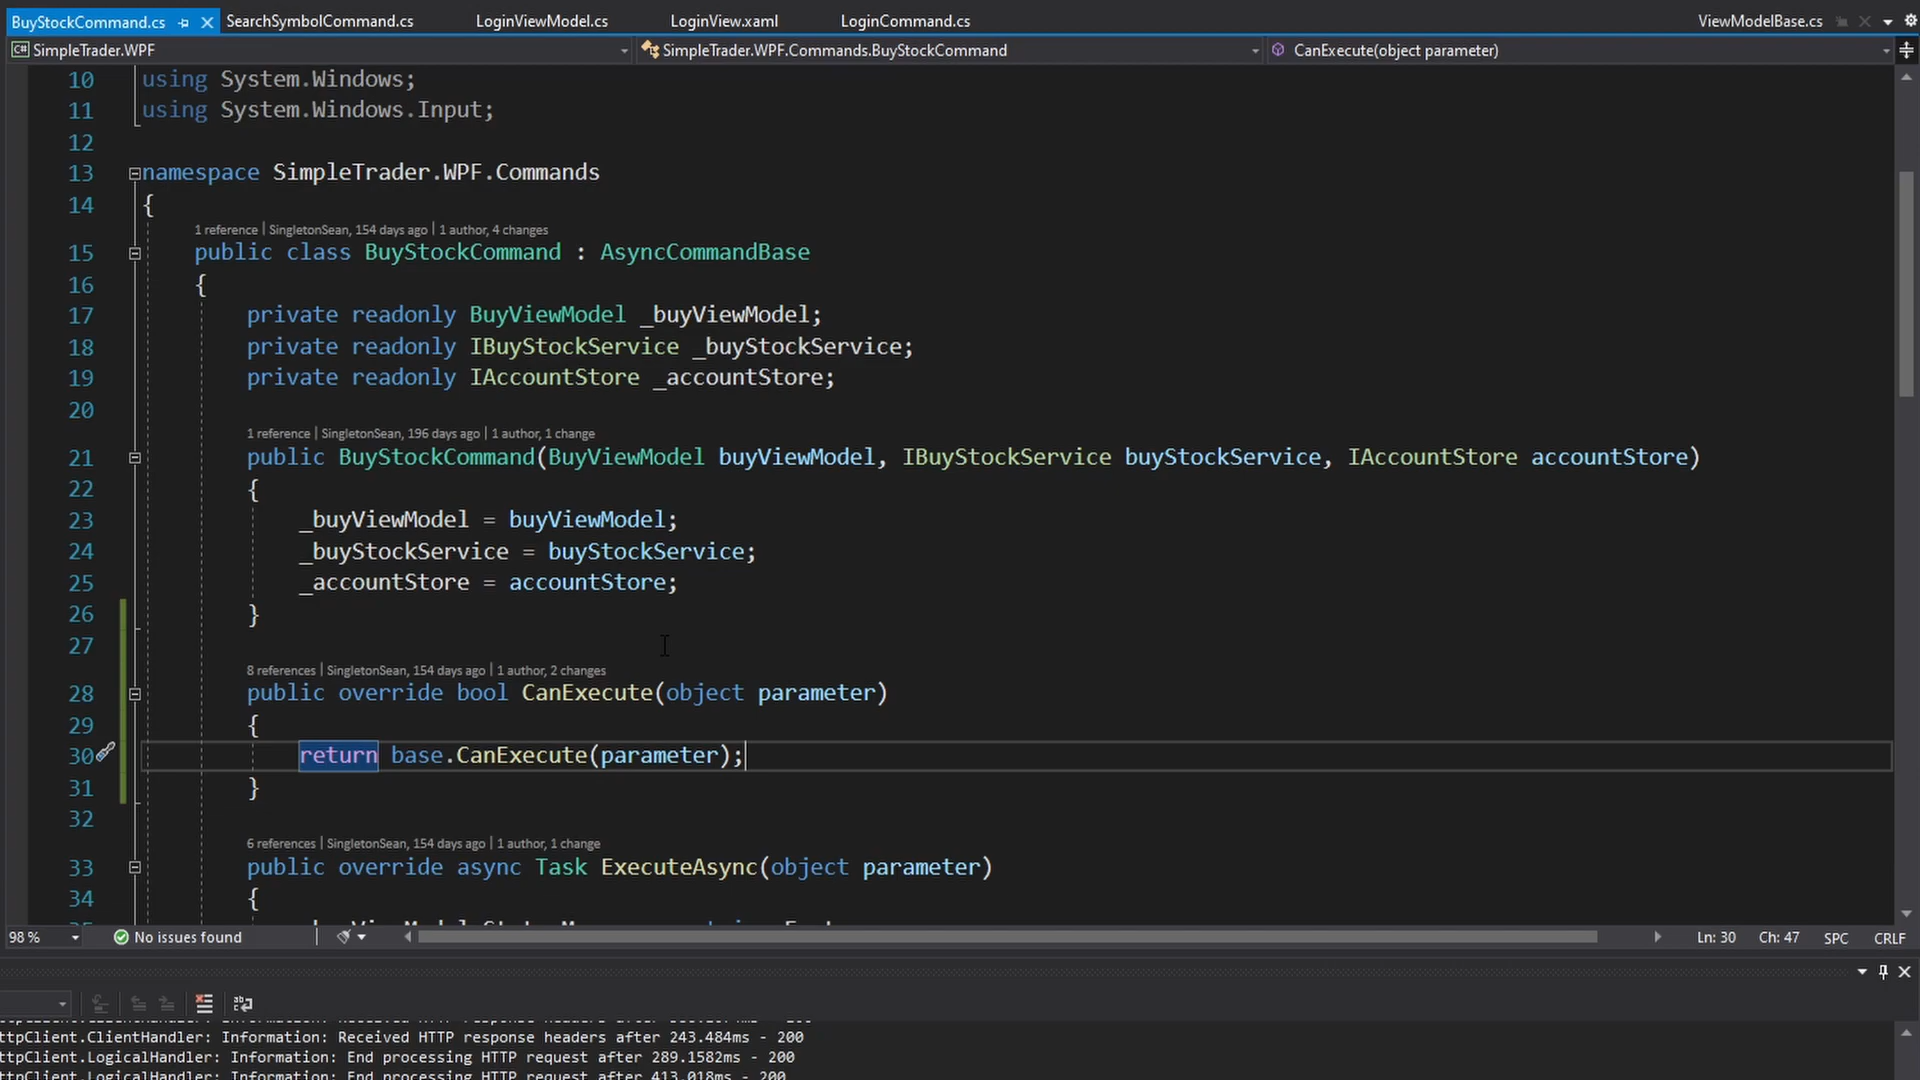 BuyStockCommand.cs SearchSymbolCommand.cs LoginViewModel.cs LoginView.xaml LoginCommand.cs ViewModelBase.cs
C# SimpleTrader.WPF SimpleTrader.WPF.Commands.BuyStockCommand CanExecute(object parameter)
10 using System.Windows;
11 using System.Windows.Input;
12
13 namespace SimpleTrader.WPF.Commands
14 {
1 reference | SingletonSean, 154 days ago | 1 author, 4 changes
15 public class BuyStockCommand : AsyncCommandBase
16 {
17 private readonly BuyViewModel _buyViewModel;
18 private readonly IBuyStockService _buyStockService;
19 private readonly IAccountStore _accountStore;
20
1 reference | SingletonSean, 196 days ago | 1 author, 1 change
21 public BuyStockCommand(BuyViewModel buyViewModel, IBuyStockService buyStockService, IAccountStore accountStore)
22 {
23 _buyViewModel = buyViewModel;
24 _buyStockService = buyStockService;
25 _accountStore = accountStore;
26 }
27
8 references | SingletonSean, 154 days ago | 1 author, 2 changes
28 public override bool CanExecute(object parameter)
29 {
30 return base.CanExecute(parameter);
31 }
32
6 references | SingletonSean, 154 days ago | 1 author, 1 change
33 public override async Task ExecuteAsync(object parameter)
34 {
98 % No issues found Ln: 30 Ch: 47 SPC CRLF
ttpClient.ClientHandler: Information: Received HTTP response headers after 243.484ms - 200
ttpClient.LogicalHandler: Information: End processing HTTP request after 289.1582ms - 200
ttpClient.LogicalHandler: Information: End processing HTTP request after 413.018ms - 200